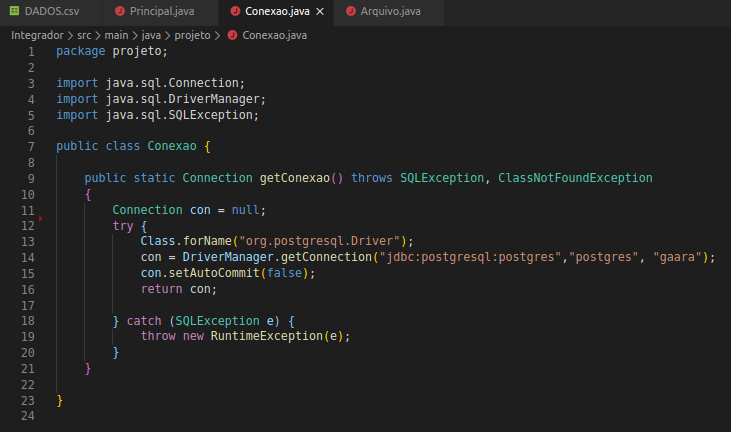 DADOS.csv Principal.java Conexao.java × Arquivo.java
Integrador > src > main > java > projeto > Conexao.java
1 package projeto;
2
3 import java.sql.Connection;
4 import java.sql.DriverManager;
5 import java.sql.SQLException;
6
7 public class Conexao {
8
9 public static Connection getConexao() throws SQLException, ClassNotFoundException
10 {
11 Connection con = null;
12 try {
13 Class.forName("org.postgresql.Driver");
14 con = DriverManager.getConnection("jdbc:postgresql:postgres","postgres", "gaara");
15 con.setAutoCommit(false);
16 return con;
17
18 } catch (SQLException e) {
19 throw new RuntimeException(e);
20 }
21 }
22
23 }
24